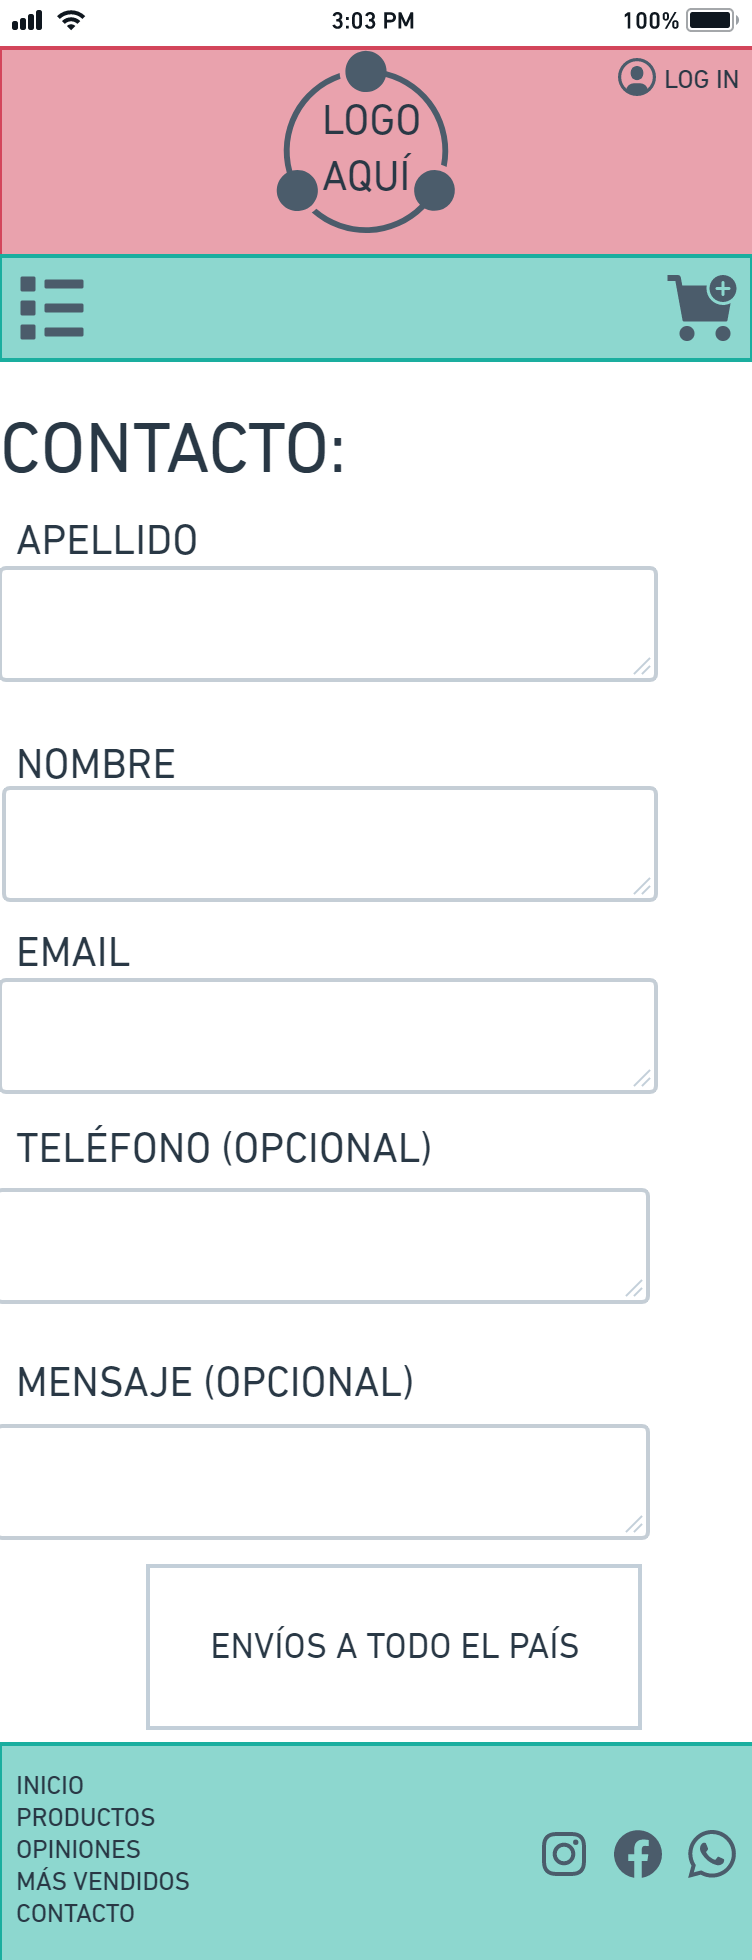 3:03 PM
100%
LOG IN
LOGO
AQUÍ
CONTACTO:
APELLIDO
NOMBRE
EMAIL
TELÉFONO (OPCIONAL)
MENSAJE (OPCIONAL)
ENVÍOS A TODO EL PAÍS
INICIO
PRODUCTOS
OPINIONES
MÁS VENDIDOS
CONTACTO